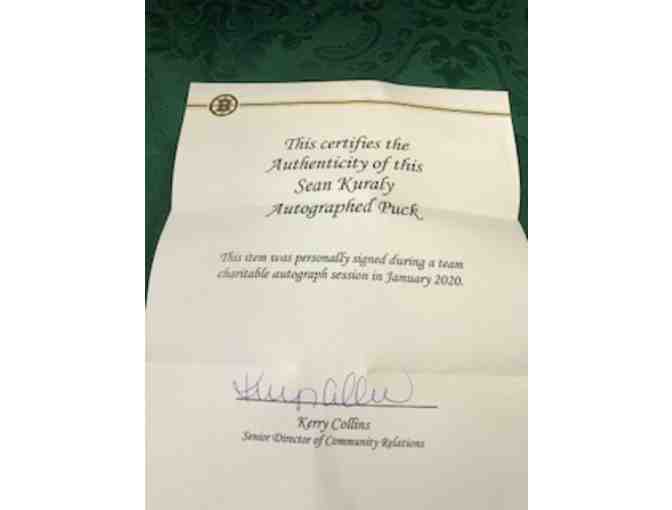 B
This certifies the
Authenticity of this
Sean Kuraly
Autographed Puck
This item was personally signed during a team
charitable autograph session in January 2020.
Kerry Collins
Senior Director of Community Relations